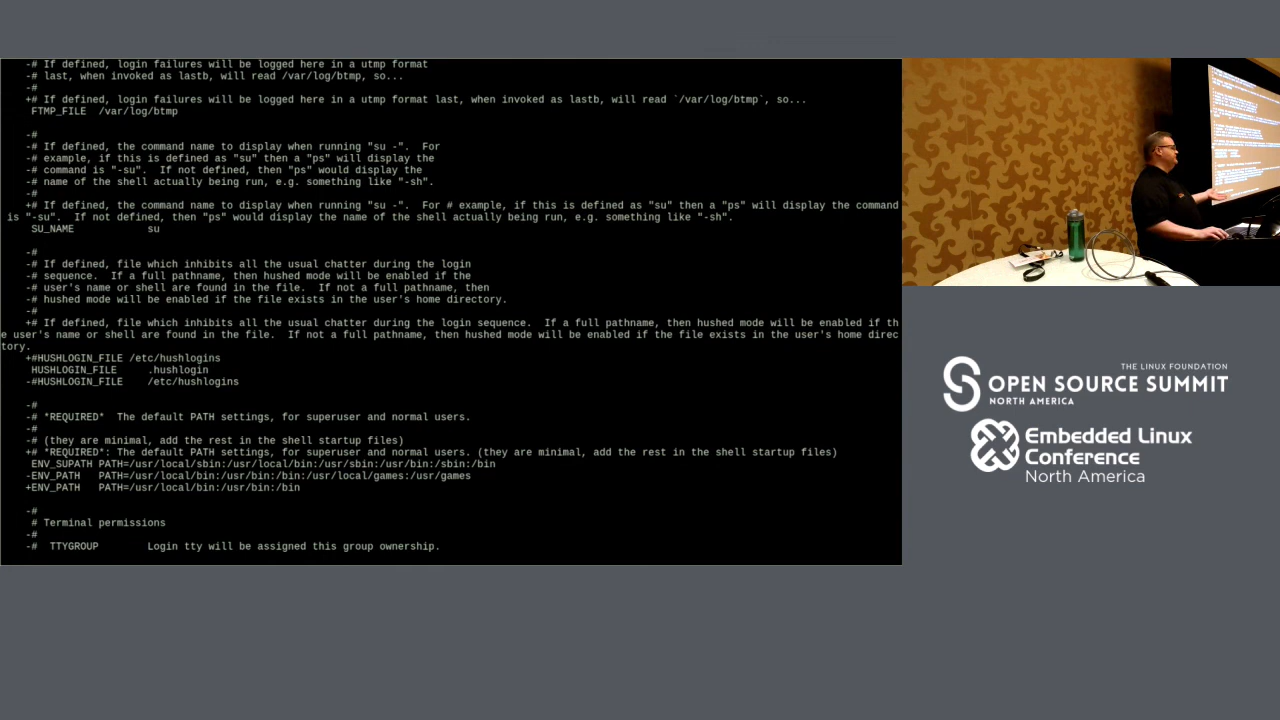 -# If defined, login failures will be logged here in a utmp format
-# last, when invoked as lastb, will read /var/log/btmp, so...
-#
+# If defined, login failures will be logged here in a utmp format last, when invoked as lastb, will read `/var/log/btmp`, so...
FTMP_FILE  /var/log/btmp
-#
-# If defined, the command name to display when running "su -".  For
-# example, if this is defined as "su" then a "ps" will display the
-# command is "-su".  If not defined, then "ps" would display the
-# name of the shell actually being run, e.g. something like "-sh".
-#
+# If defined, the command name to display when running "su -".  For # example, if this is defined as "su" then a "ps" will display the command
is "-su".  If not defined, then "ps" would display the name of the shell actually being run, e.g. something like "-sh".
SU_NAME            su
-#
-# If defined, file which inhibits all the usual chatter during the login
-# sequence.  If a full pathname, then hushed mode will be enabled if the
-# user's name or shell are found in the file.  If not a full pathname, then
-# hushed mode will be enabled if the file exists in the user's home directory.
-#
+# If defined, file which inhibits all the usual chatter during the login sequence.  If a full pathname, then hushed mode will be enabled if th
e user's name or shell are found in the file.  If not a full pathname, then hushed mode will be enabled if the file exists in the user's home direc
tory.
+#HUSHLOGIN_FILE /etc/hushlogins
HUSHLOGIN_FILE     .hushlogin
-#HUSHLOGIN_FILE    /etc/hushlogins
-#
-# *REQUIRED*  The default PATH settings, for superuser and normal users.
-#
-# (they are minimal, add the rest in the shell startup files)
+# *REQUIRED*: The default PATH settings, for superuser and normal users. (they are minimal, add the rest in the shell startup files)
ENV_SUPATH PATH=/usr/local/sbin:/usr/local/bin:/usr/sbin:/usr/bin:/sbin:/bin
-ENV_PATH   PATH=/usr/local/bin:/usr/bin:/bin:/usr/local/games:/usr/games
+ENV_PATH   PATH=/usr/local/bin:/usr/bin:/bin
-#
# Terminal permissions
-#
-#  TTYGROUP        Login tty will be assigned this group ownership.
THE LINUX FOUNDATION
OPEN SOURCE SUMMIT
NORTH AMERICA
Embedded Linux
Conference
North America